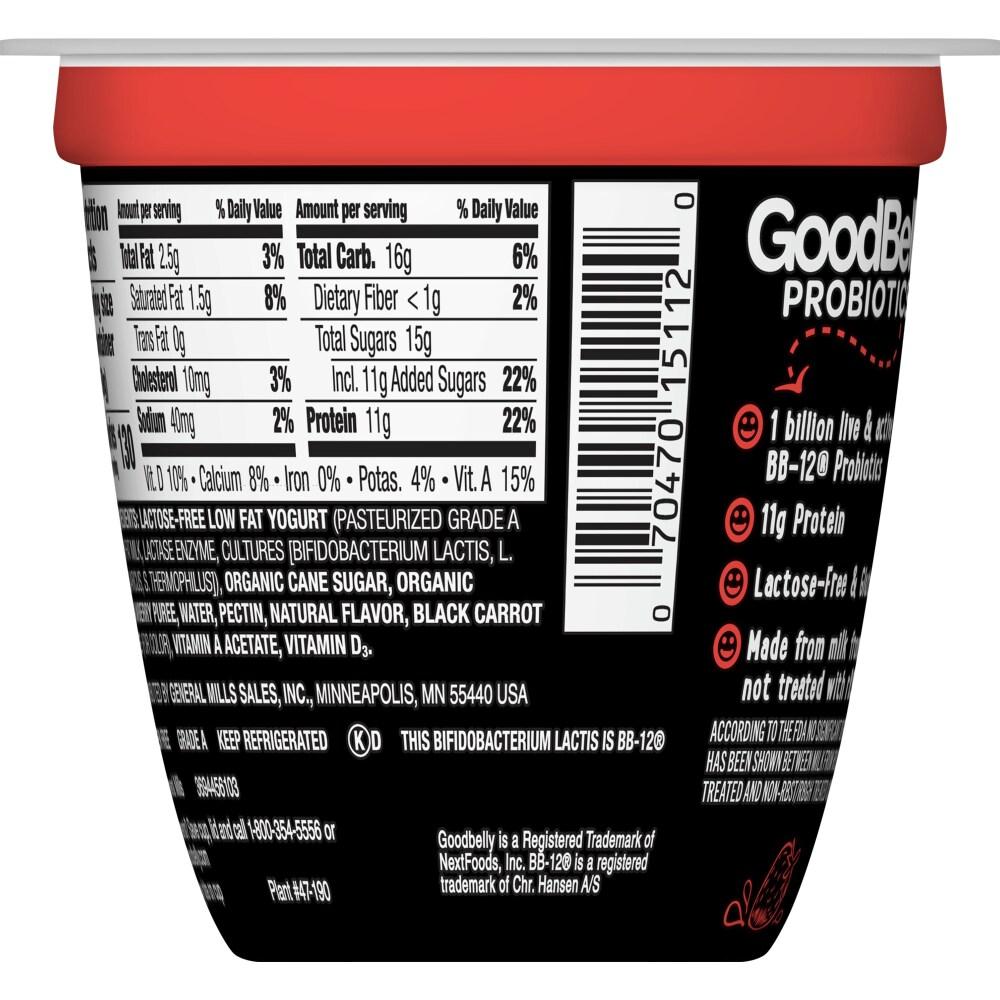 Amount per serving % Daily Value Amount per serving % Daily Value
Total Fat 2.5g 3% Total Carb. 16g 6%
Saturated Fat 1.5g 8% Dietary Fiber <1g 2%
Trans Fat 0g Total Sugars 15g
Cholesterol 10mg 3% Incl. 11g Added Sugars 22%
Sodium 40mg 2% Protein 11g 22%
130
Vit. D 10% • Calcium 8% • Iron 0% • Potas. 4% • Vit. A 15%
LACTOSE-FREE LOW FAT YOGURT (PASTEURIZED GRADE A
LACTASE ENZYME, CULTURES [BIFIDOBACTERIUM LACTIS, L.
S. THERMOPHILUS]), ORGANIC CANE SUGAR, ORGANIC
PUREE, WATER, PECTIN, NATURAL FLAVOR, BLACK CARROT
VITAMIN A ACETATE, VITAMIN D3.
BY GENERAL MILLS SALES, INC., MINNEAPOLIS, MN 55440 USA
GRADE A KEEP REFRIGERATED K D THIS BIFIDOBACTERIUM LACTIS IS BB-12®
3694456103
cup, lid and call 1-800-354-5556 or
Plant #47-190
Goodbelly is a Registered Trademark of
NextFoods, Inc. BB-12® is a registered
trademark of Chr. Hansen A/S
0 70470 15112 0
GoodBel
PROBIOTICS
1 billion live & acti
BB-12® Probiotics
11g Protein
Lactose-Free &
Made from milk
not treated with
ACCORDING TO THE FDA, NO SIGNIFICANT
HAS BEEN SHOWN BETWEEN MILK
TREATED AND NON-RBST/RBGH